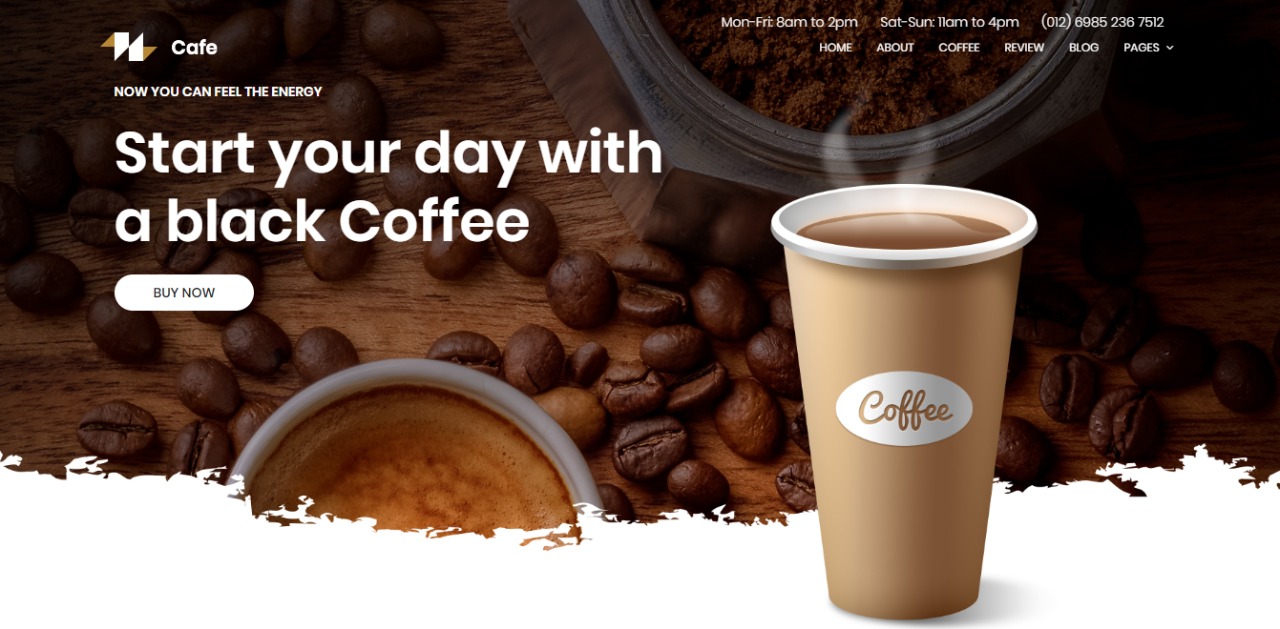 Mon-Fri: 8am to 2pm Sat-Sun: 11am to 4pm (012) 6985 236 7512
Cafe
HOME ABOUT COFFEE REVIEW BLOG PAGES
NOW YOU CAN FEEL THE ENERGY
Start your day with
a black Coffee
BUY NOW
Coffee